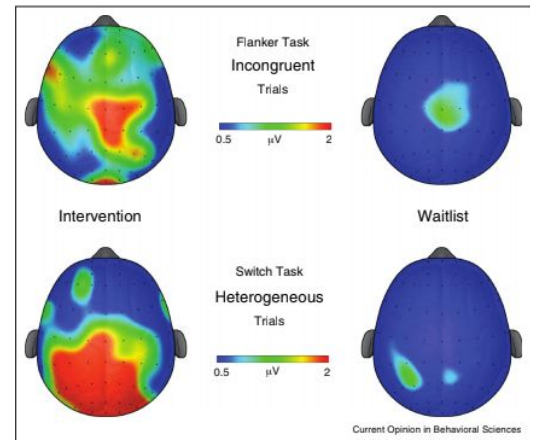 Flanker Task
Incongruent
Trials
0.5 μV 2
Intervention
Waitlist
Switch Task
Heterogeneous
Trials
0.5 μV 2
Current Opinion in Behavioral Sciences